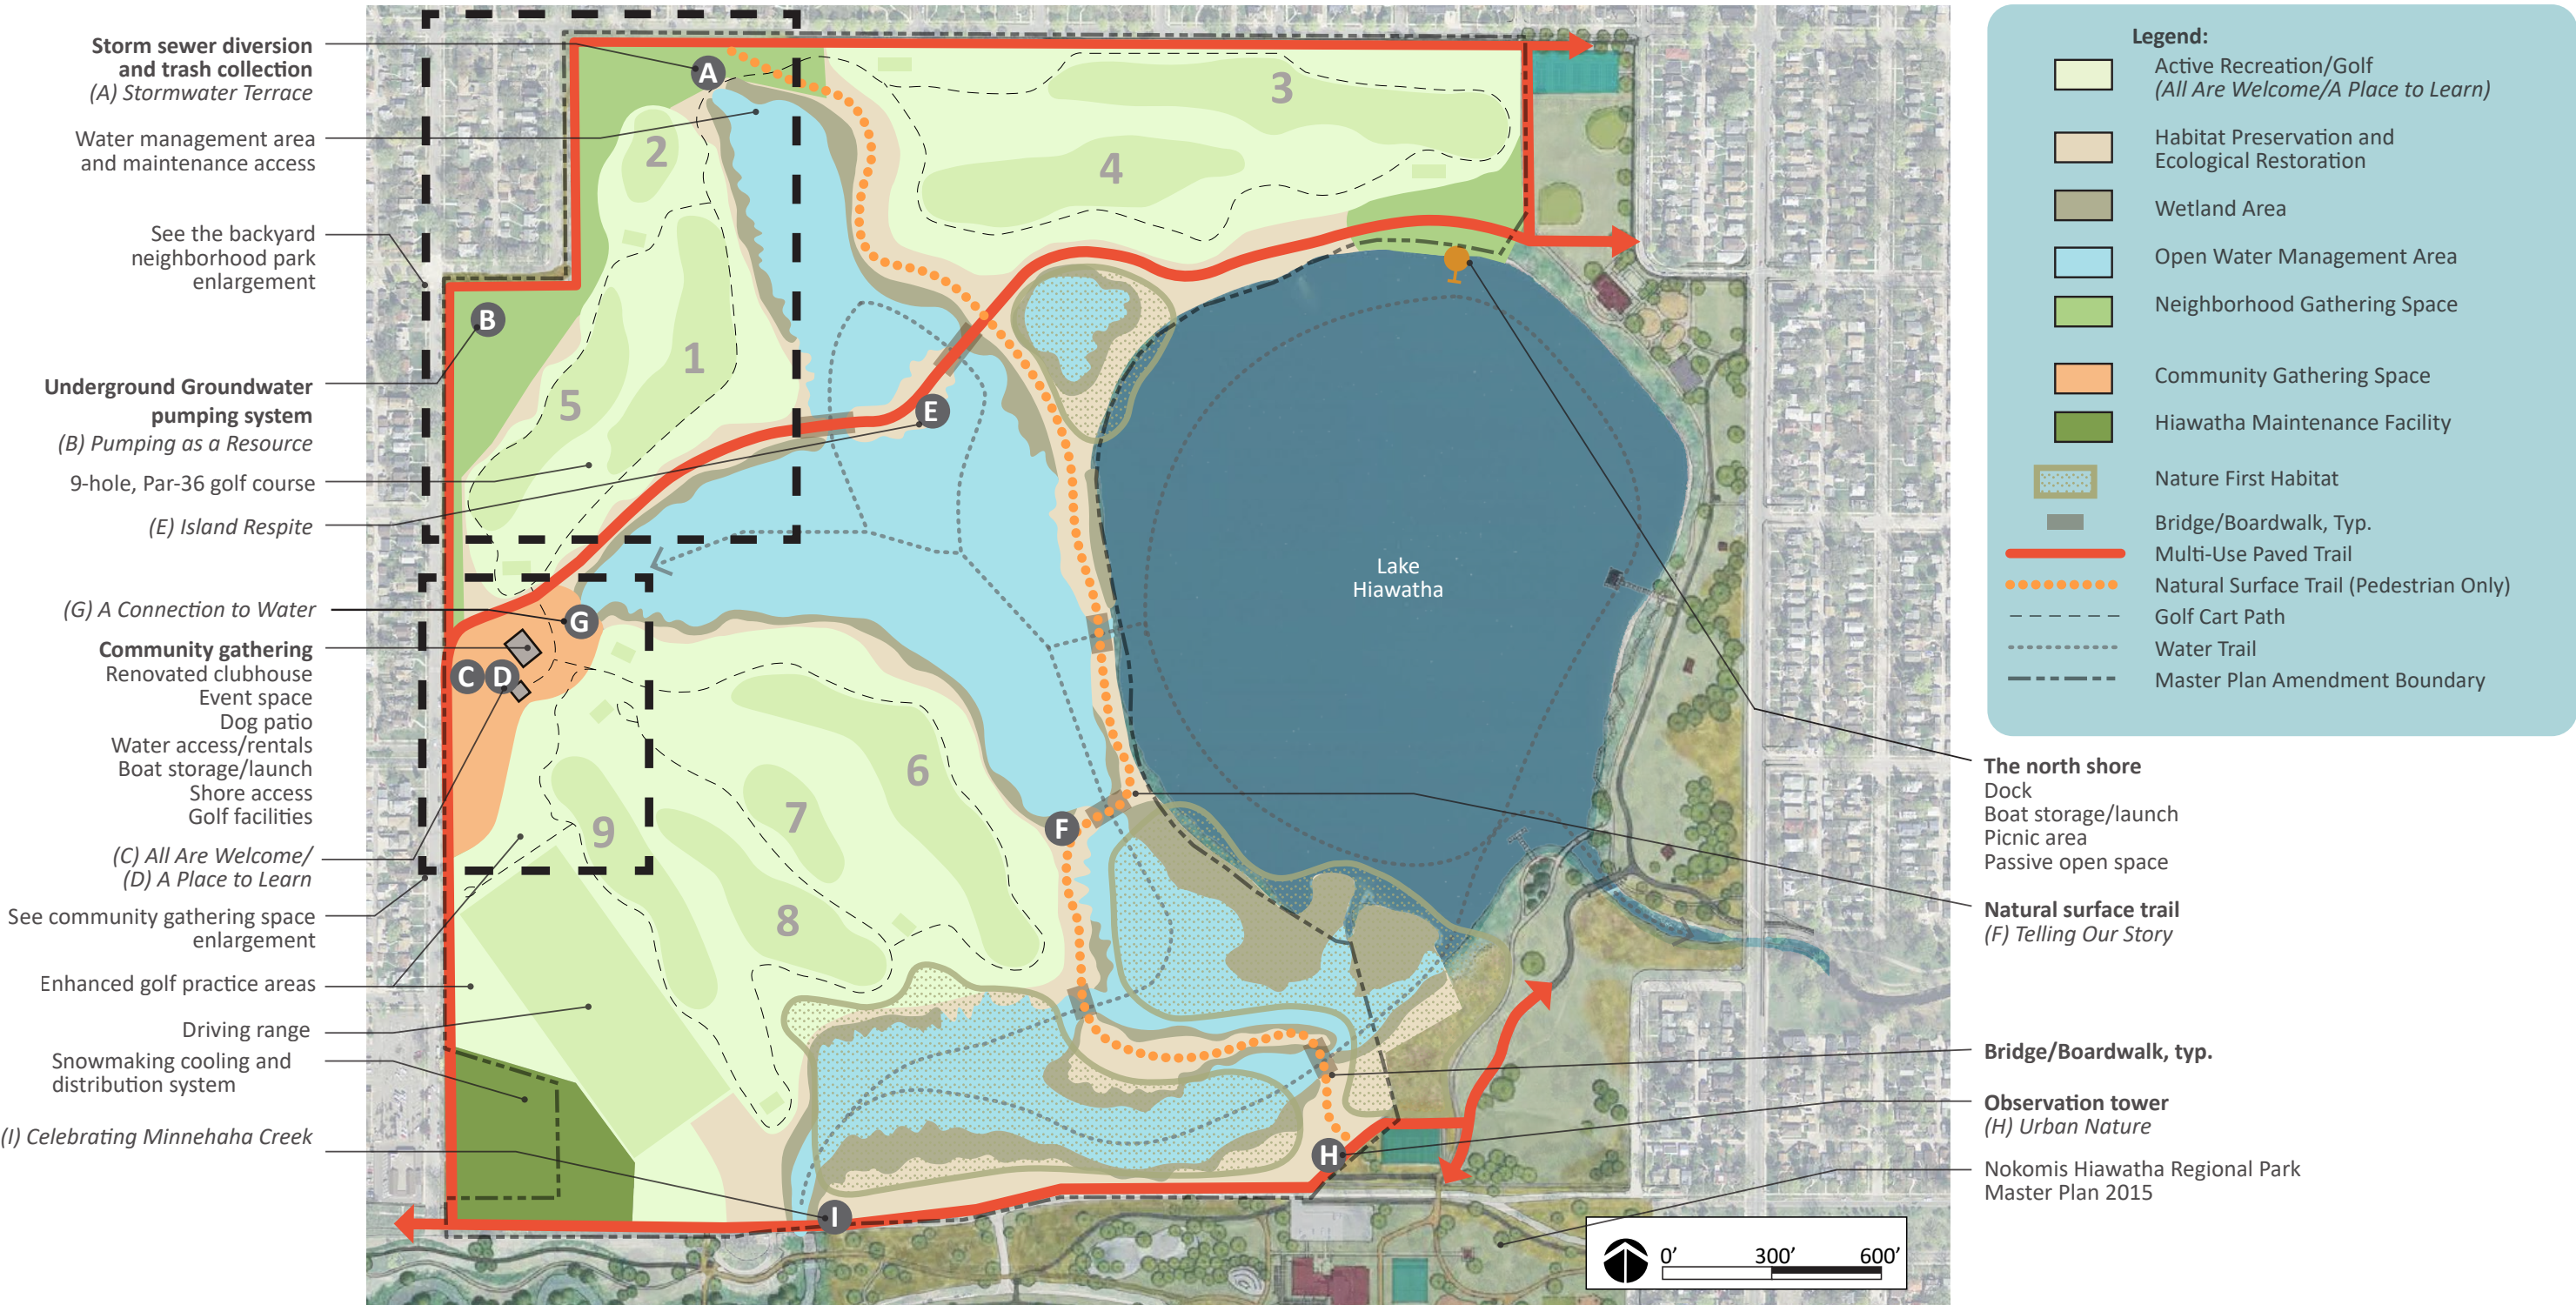 Storm sewer diversion
and trash collection
(A) Stormwater Terrace
Water management area
and maintenance access
See the backyard
neighborhood park
enlargement
Underground Groundwater
pumping system
(B) Pumping as a Resource
9-hole, Par-36 golf course
(E) Island Respite
(G) A Connection to Water
Community gathering
Renovated clubhouse
Event space
Dog patio
Water access/rentals
Boat storage/launch
Shore access
Golf facilities
(C) All Are Welcome/
(D) A Place to Learn
See community gathering space
enlargement
Enhanced golf practice areas
Driving range
Snowmaking cooling and
distribution system
(I) Celebrating Minnehaha Creek
A
2
3
4
B
1
5
E
G
C D
6
7
9
F
8
H
I
Lake
Hiawatha
0' 300' 600'
Legend:
Active Recreation/Golf
(All Are Welcome/A Place to Learn)
Habitat Preservation and
Ecological Restoration
Wetland Area
Open Water Management Area
Neighborhood Gathering Space
Community Gathering Space
Hiawatha Maintenance Facility
Nature First Habitat
Bridge/Boardwalk, Typ.
Multi-Use Paved Trail
Natural Surface Trail (Pedestrian Only)
Golf Cart Path
Water Trail
Master Plan Amendment Boundary
The north shore
Dock
Boat storage/launch
Picnic area
Passive open space
Natural surface trail
(F) Telling Our Story
Bridge/Boardwalk, typ.
Observation tower
(H) Urban Nature
Nokomis Hiawatha Regional Park
Master Plan 2015